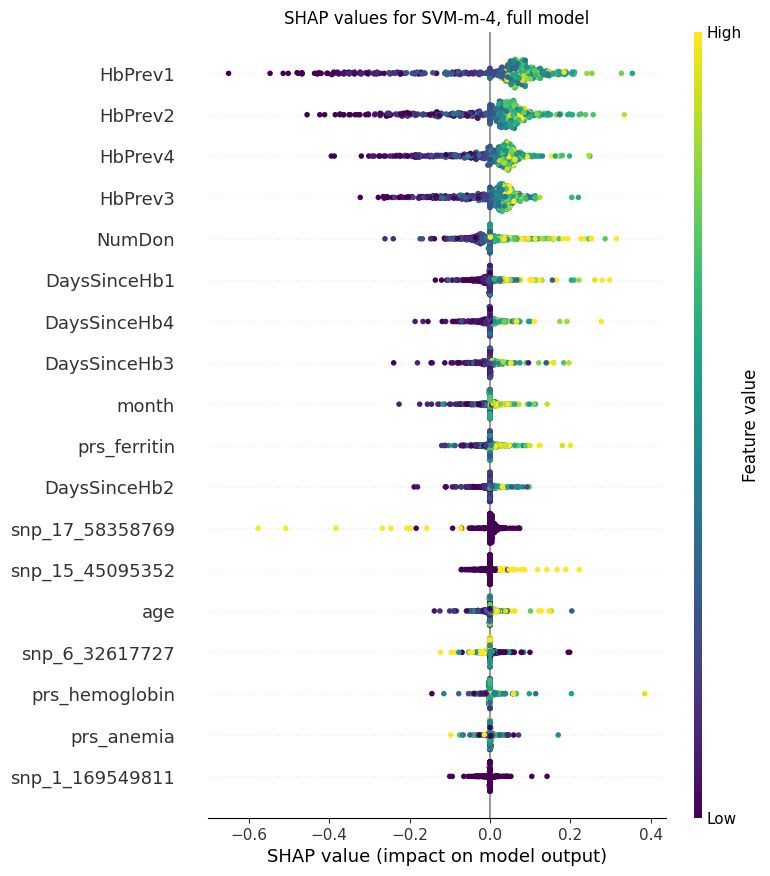 SHAP values for SVM-m-4, full model
High
HbPrev1
HbPrev2
HbPrev4
HbPrev3
NumDon
DaysSinceHb1
DaysSinceHb4
DaysSinceHb3
month
prs_ferritin
DaysSinceHb2
snp_17_58358769
snp_15_45095352
age
snp_6_32617727
prs_hemoglobin
prs_anemia
snp_1_169549811
Feature value
Low
−0.6 −0.4 −0.2 0.0 0.2 0.4
SHAP value (impact on model output)